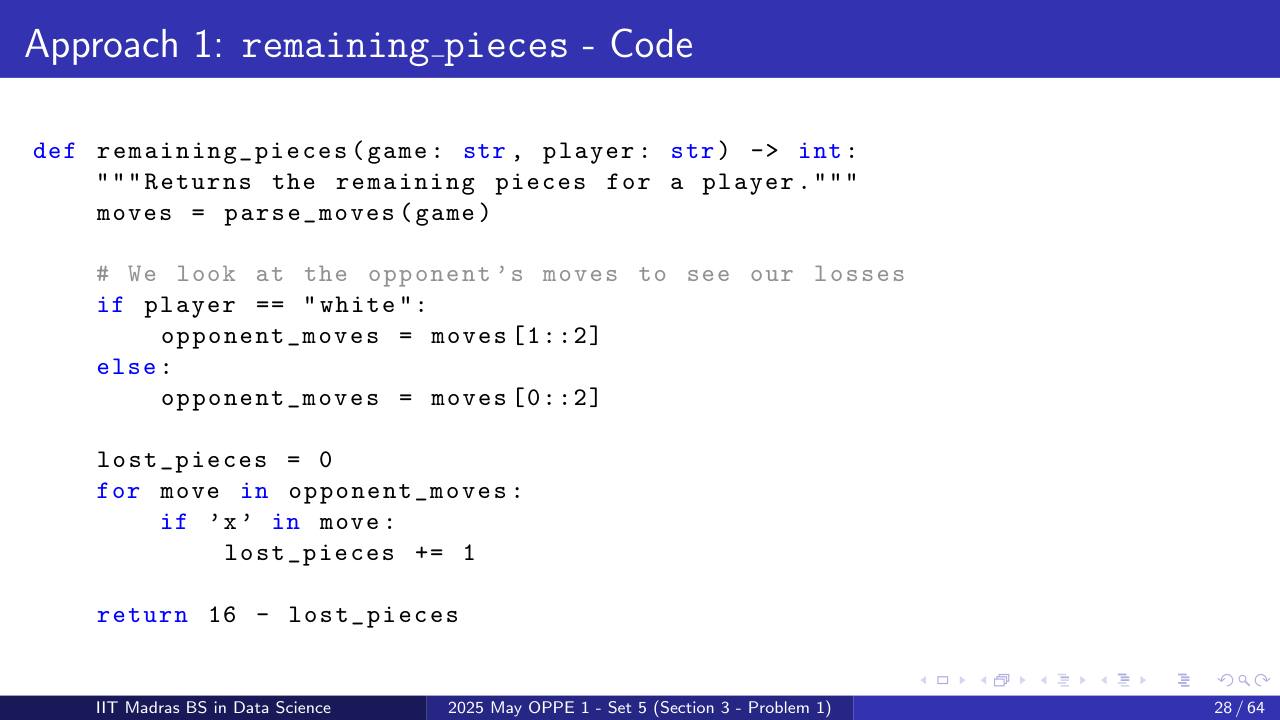 Approach 1: remaining_pieces - Code
def remaining_pieces(game: str, player: str) -> int:
    """Returns the remaining pieces for a player."""
    moves = parse_moves(game)
    # We look at the opponent's moves to see our losses
    if player == "white":
        opponent_moves = moves[1::2]
    else:
        opponent_moves = moves[0::2]
    lost_pieces = 0
    for move in opponent_moves:
        if 'x' in move:
            lost_pieces += 1
    return 16 - lost_pieces
IIT Madras BS in Data Science
2025 May OPPE 1 - Set 5 (Section 3 - Problem 1)
28 / 64